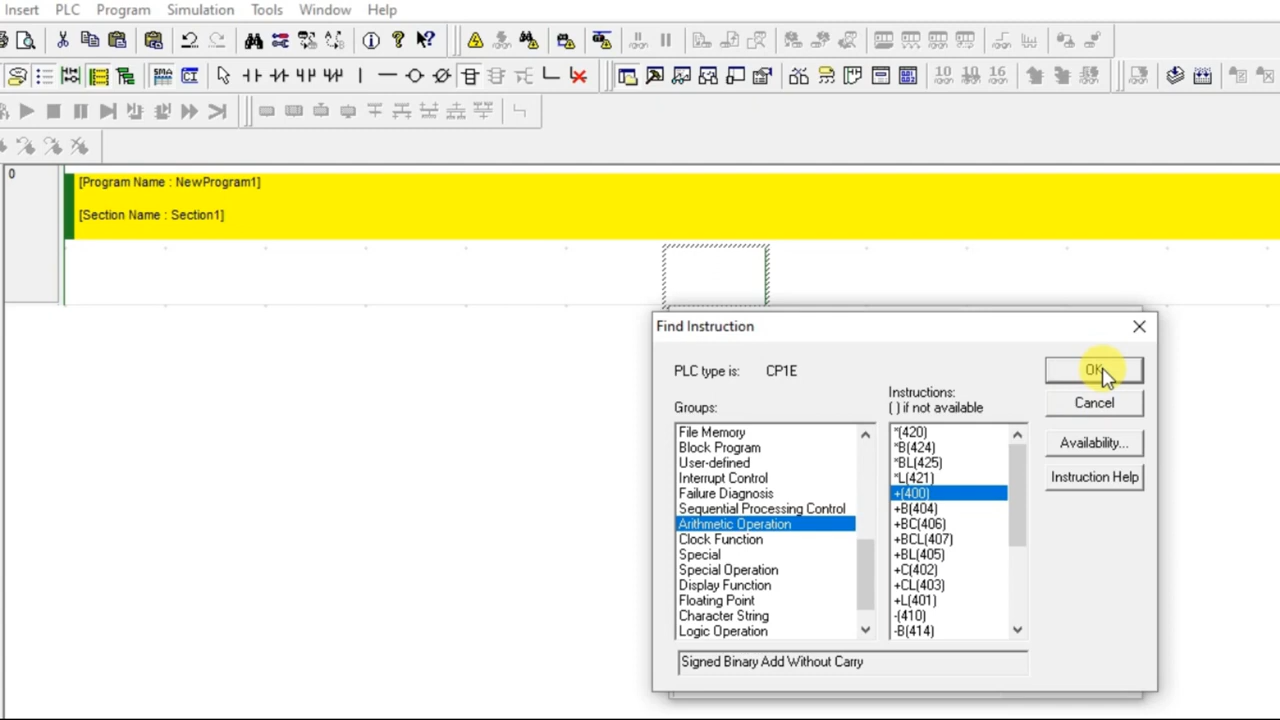 Insert PLC Program Simulation Tools Window Help
SMA
10 10 16
0
[Program Name : NewProgram1]
[Section Name : Section1]
Find Instruction
PLC type is: CP1E
OK
Cancel
Availability...
Instruction Help
Groups:
File Memory
Block Program
User-defined
Interrupt Control
Failure Diagnosis
Sequential Processing Control
Arithmetic Operation
Clock Function
Special
Special Operation
Display Function
Floating Point
Character String
Logic Operation
Instructions:
( ) if not available
*(420)
*B(424)
*BL(425)
*L(421)
+(400)
+B(404)
+BC(406)
+BCL(407)
+BL(405)
+C(402)
+CL(403)
+L(401)
-(410)
-B(414)
Signed Binary Add Without Carry